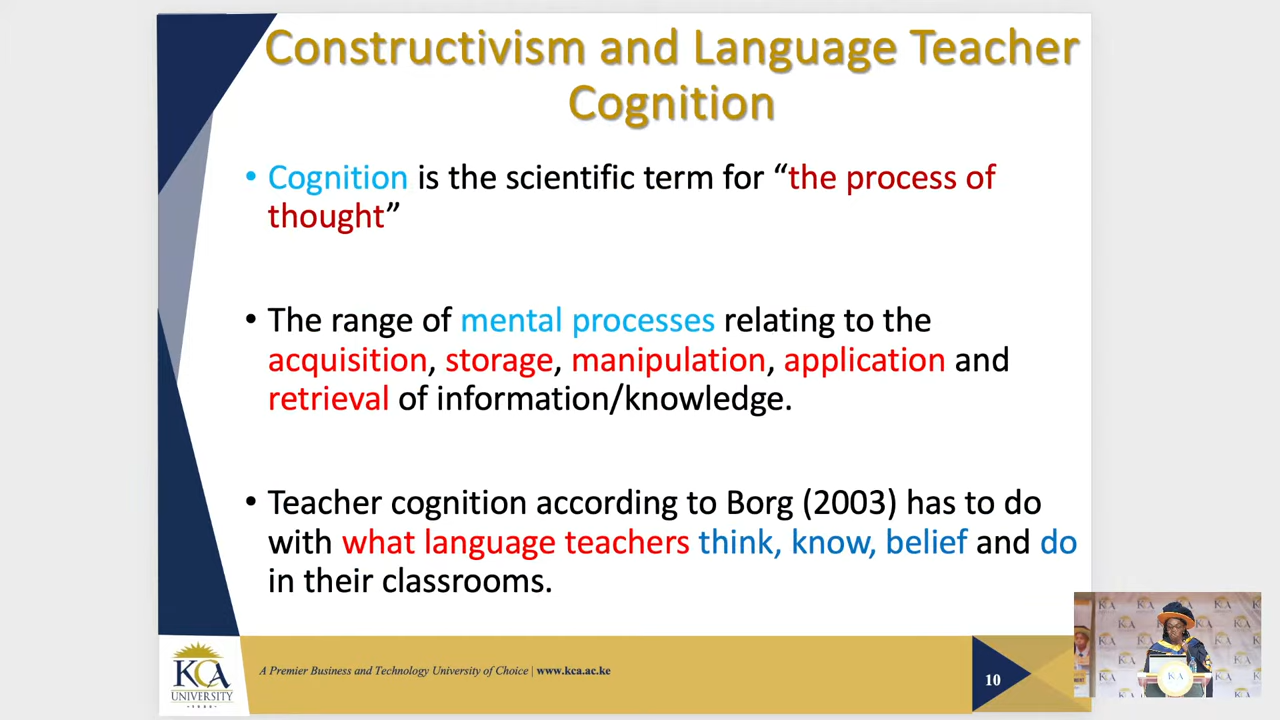 Constructivism and Language Teacher
Cognition
• Cognition is the scientific term for “the process of
thought”
• The range of mental processes relating to the
acquisition, storage, manipulation, application and
retrieval of information/knowledge.
• Teacher cognition according to Borg (2003) has to do
with what language teachers think, know, belief and do
in their classrooms.
KCA
UNIVERSITY
A Premier Business and Technology University of Choice | www.kca.ac.ke
10